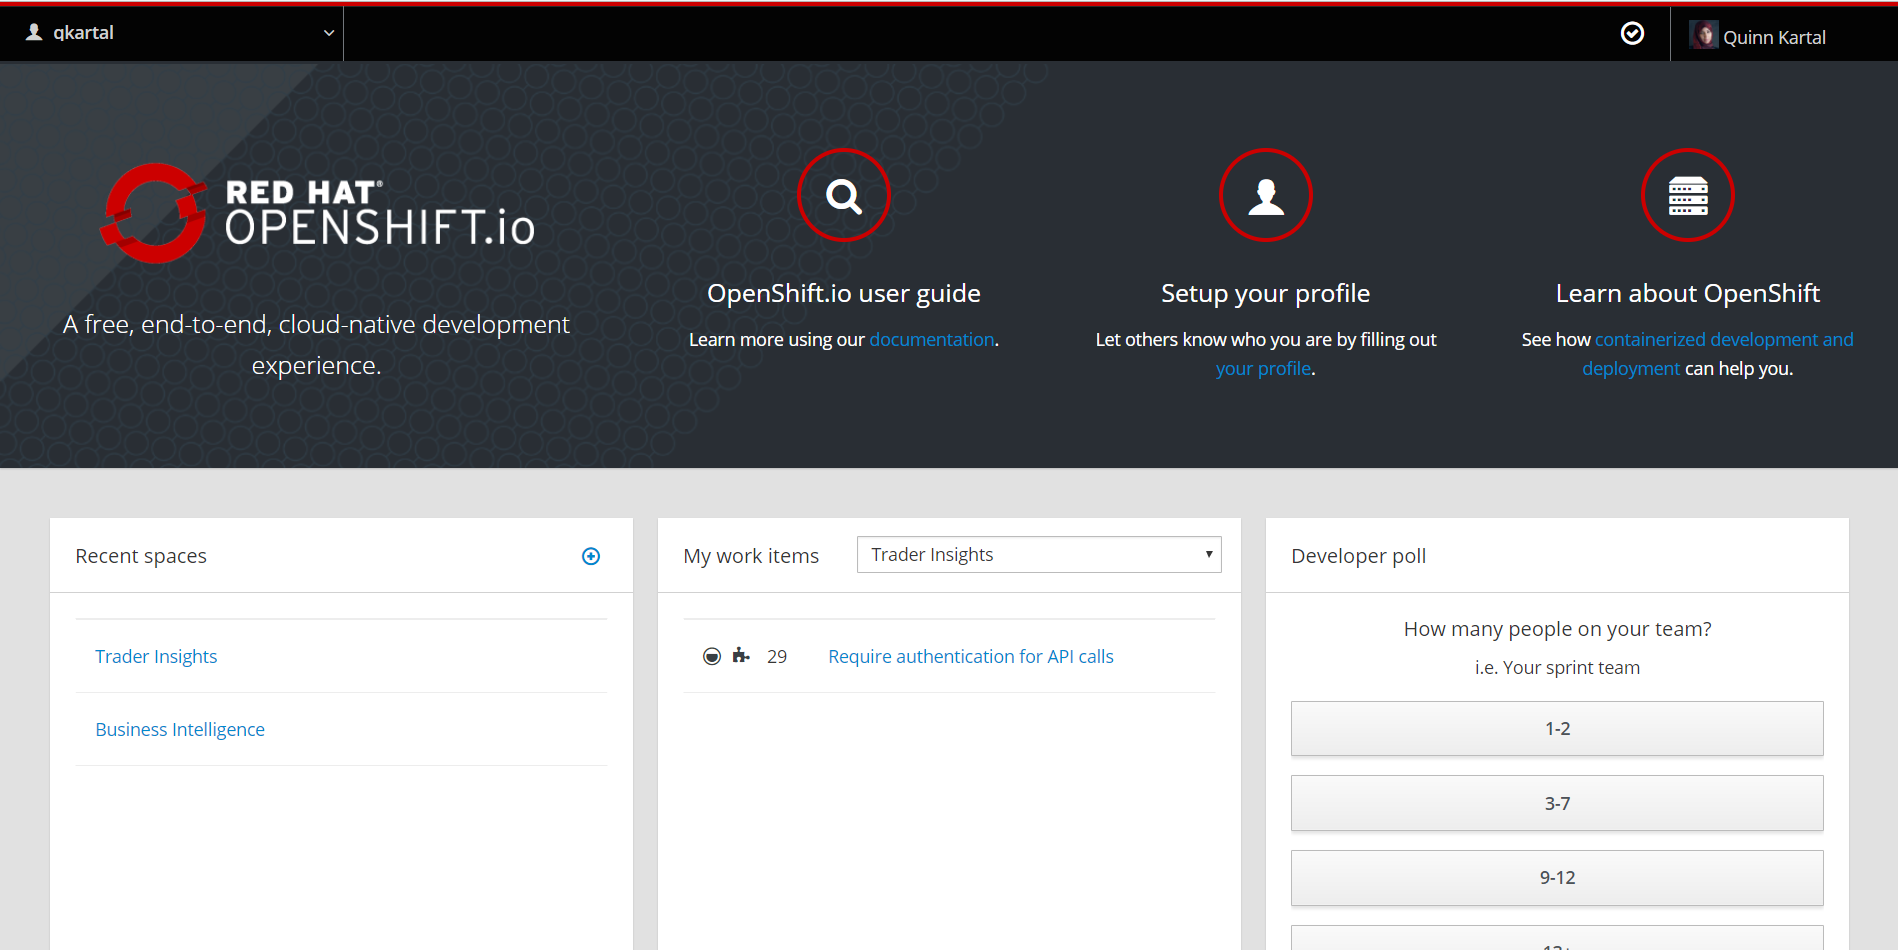 qkartal
Quinn Kartal
RED HAT®
OPENSHIFT.io
A free, end-to-end, cloud-native development
experience.
OpenShift.io user guide
Learn more using our documentation.
Setup your profile
Let others know who you are by filling out
your profile.
Learn about OpenShift
See how containerized development and
deployment can help you.
Recent spaces
Trader Insights
Business Intelligence
My work items
Trader Insights
29 Require authentication for API calls
Developer poll
How many people on your team?
i.e. Your sprint team
1-2
3-7
9-12